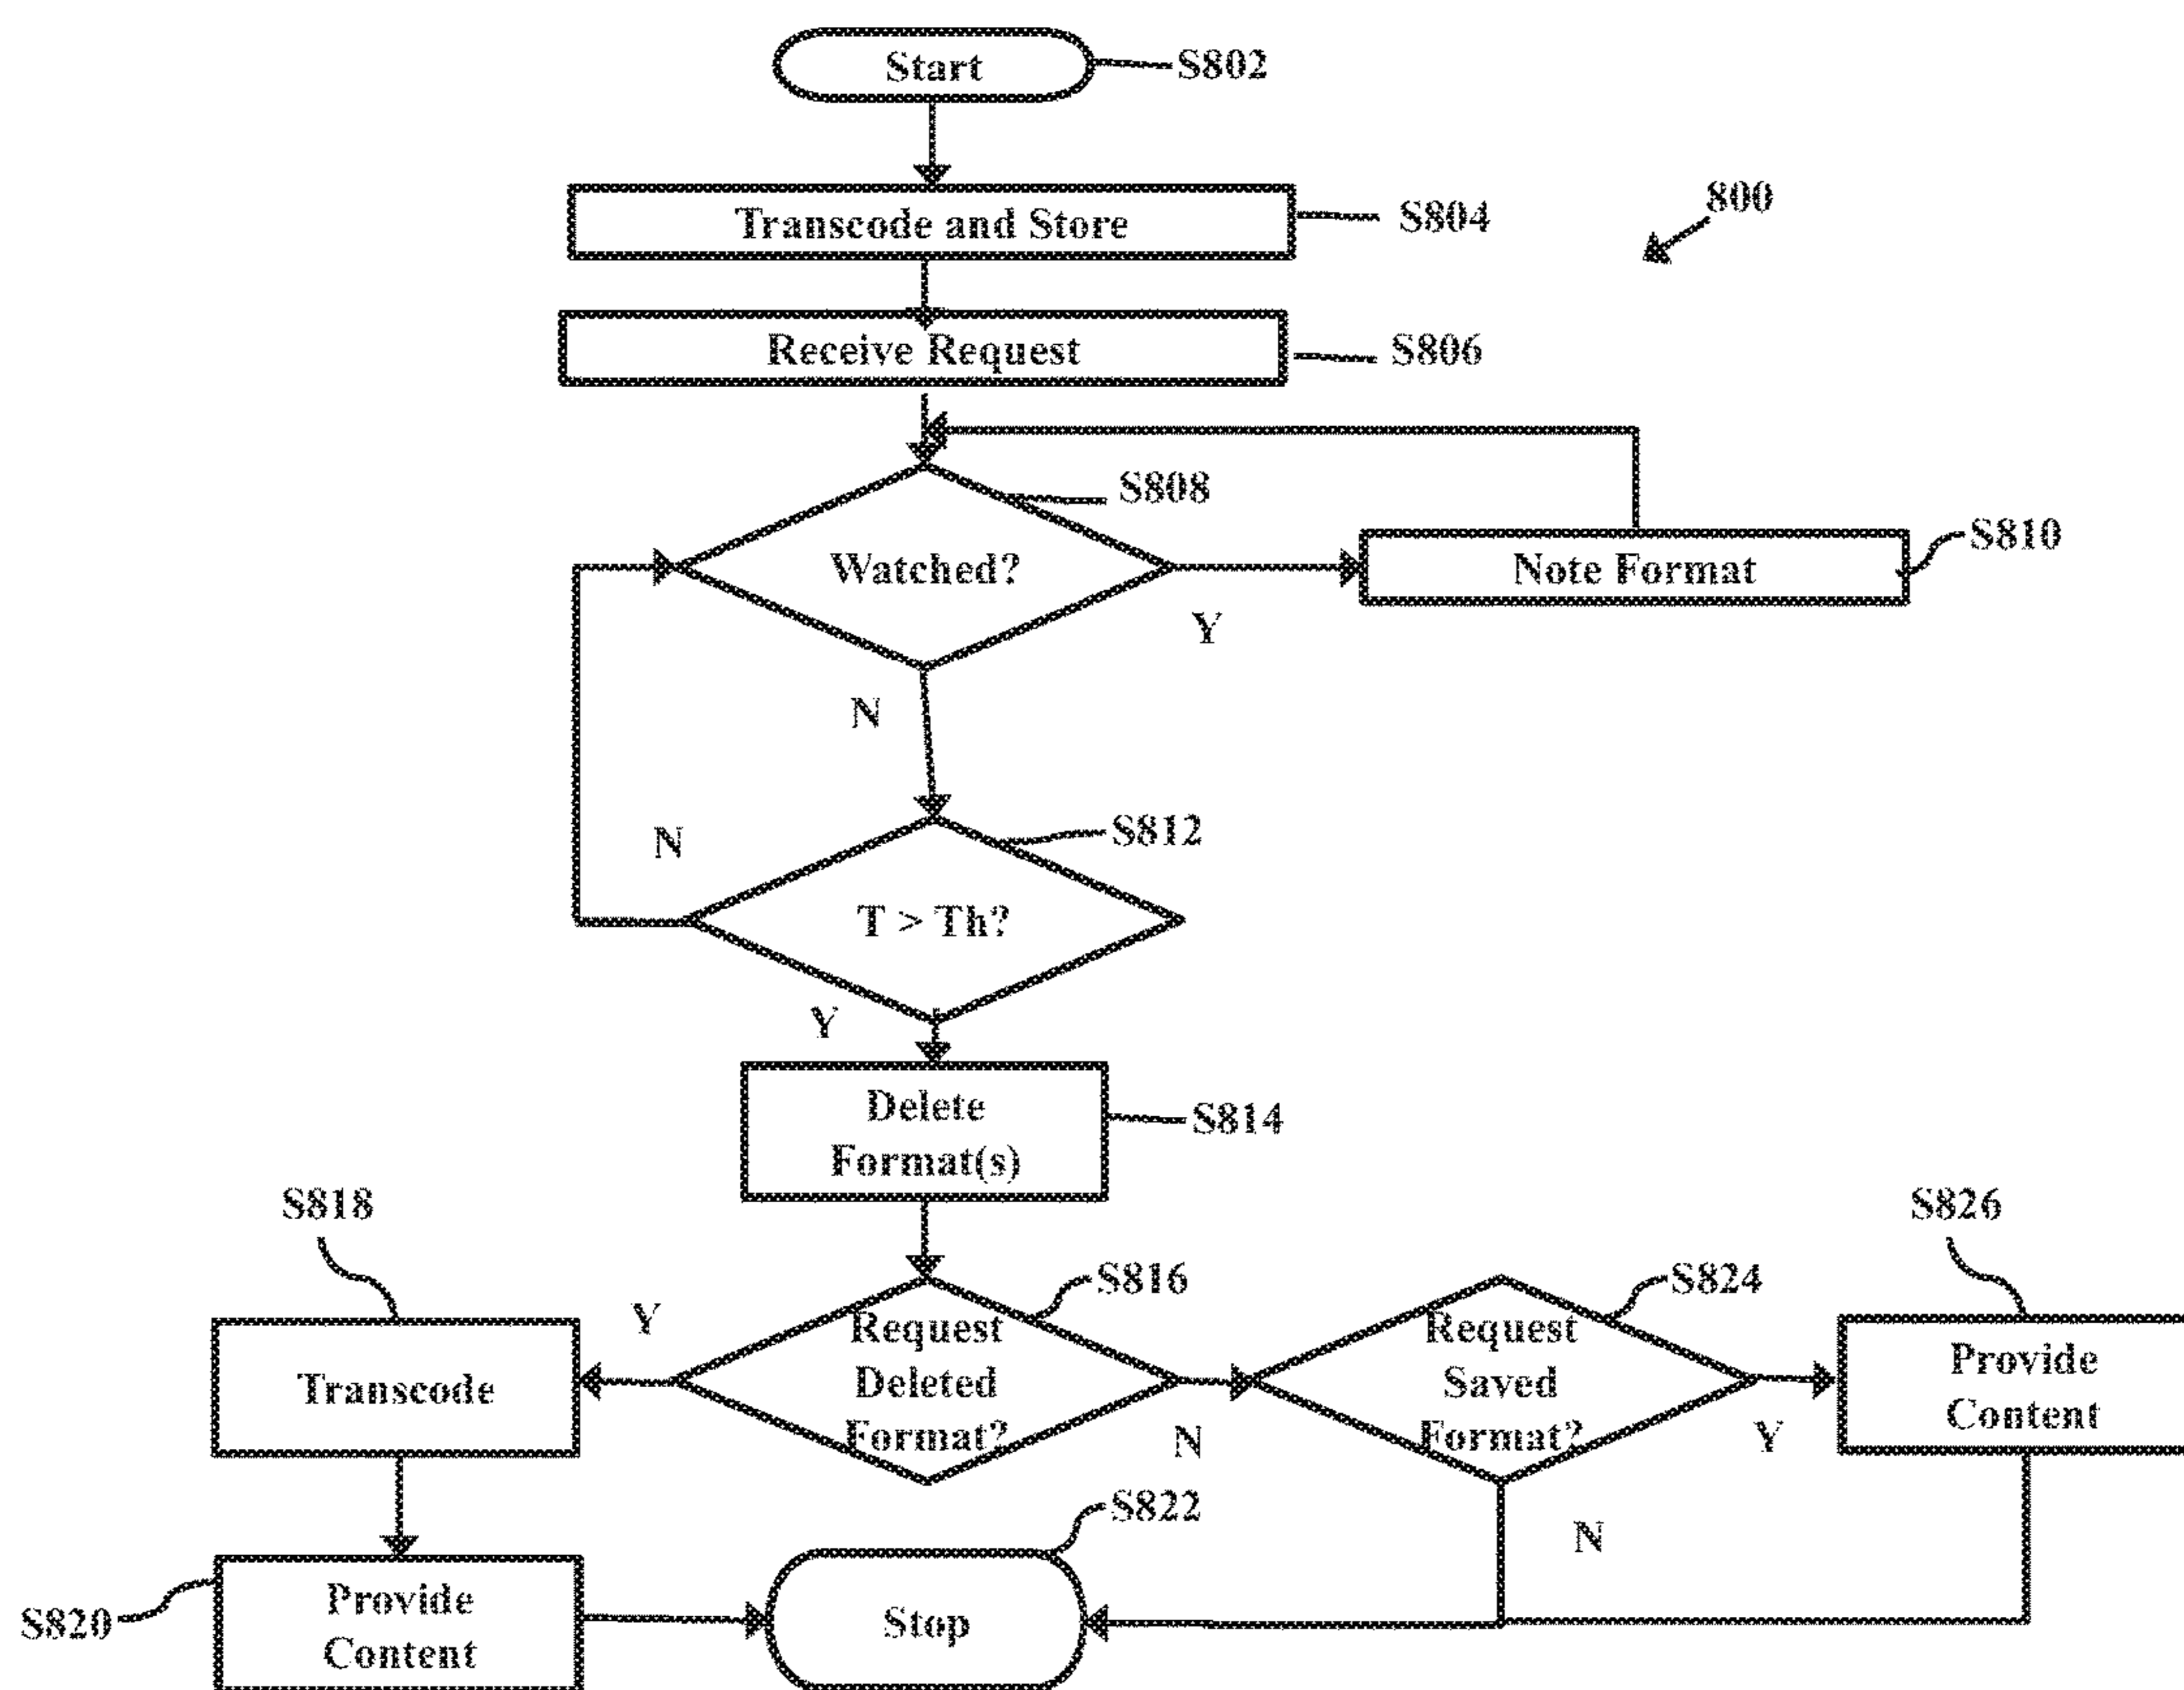 Start
S802
800
Transcode and Store
S804
Receive Request
S806
S808
Watched?
Y
Note Format
S810
N
S812
N
T > Th?
Y
Delete
Format(s)
S814
S818
S816
S824
S826
Y
Transcode
Request
Deleted
Format?
N
Request
Saved
Format?
Y
Provide
Content
S822
N
S820
Provide
Content
Stop